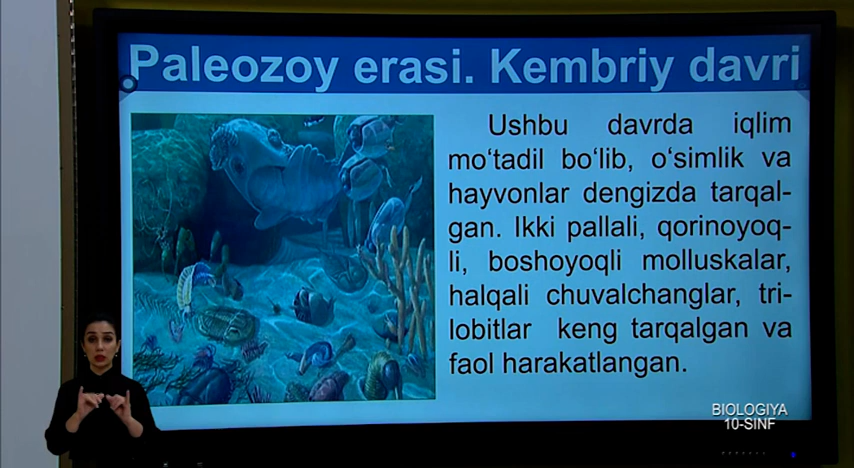 Paleozoy erasi. Kembriy davri
Ushbu davrda iqlim
mo‘tadil bo‘lib, o‘simlik va
hayvonlar dengizda tarqal-
gan. Ikki pallali, qorinoyoq-
li, boshoyoqli molluskalar,
halqali chuvalchanglar, tri-
lobitlar keng tarqalgan va
faol harakatlangan.
BIOLOGIYA
10-SINF